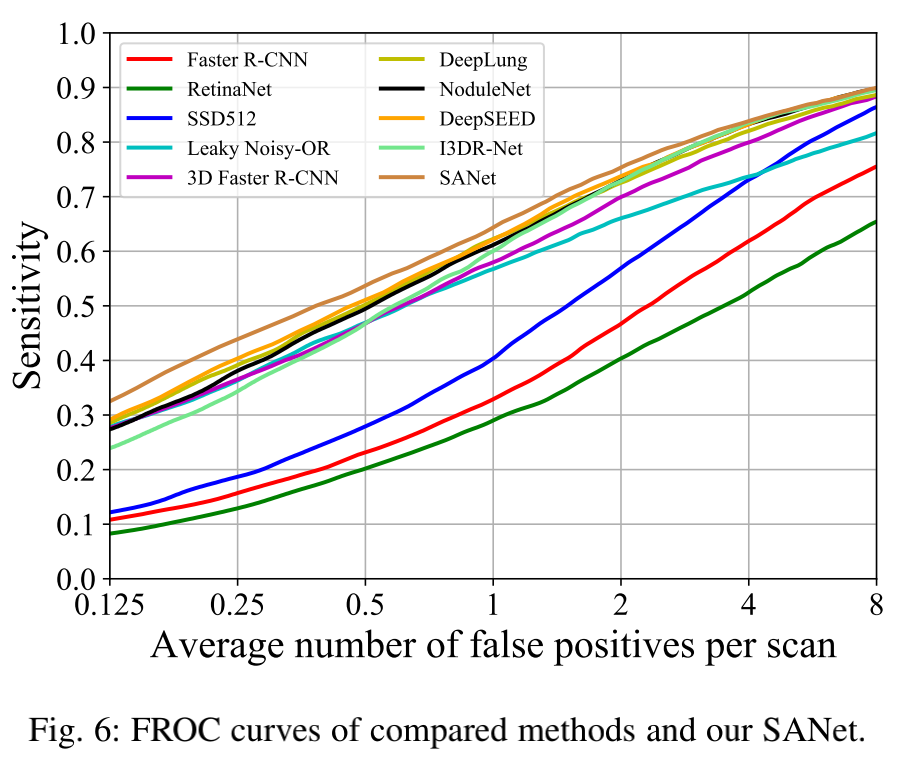 1.0
0.9
0.8
0.7
0.6
0.5
0.4
0.3
0.2
0.1
0.0
Sensitivity
Faster R-CNN
RetinaNet
SSD512
Leaky Noisy-OR
3D Faster R-CNN
DeepLung
NoduleNet
DeepSEED
I3DR-Net
SANet
0.125 0.25 0.5 1 2 4 8
Average number of false positives per scan
Fig. 6: FROC curves of compared methods and our SANet.